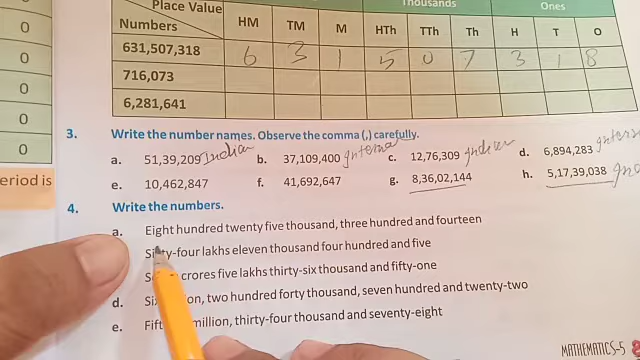 Place Value Thousands Ones
Numbers HM TM M HTh TTh Th H T O
0
631,507,318 6 3 1 5 0 7 3 1 8
0
716,073
0
6,281,641
0
0
3. Write the number names. Observe the comma (,) carefully.
a. 51,39,209 Indian b. 37,109,400 Interna c. 12,76,309 Indian d. 6,894,283 Interna
eriod is
e. 10,462,847 f. 41,692,647 g. 8,36,02,144 h. 5,17,39,038
4. Write the numbers.
a. Eight hundred twenty five thousand, three hundred and fourteen
Sixty-four lakhs eleven thousand four hundred and five
crores five lakhs thirty-six thousand and fifty-one
d. two hundred forty thousand, seven hundred and twenty-two
e. million, thirty-four thousand and seventy-eight
MATHEMATICS-5